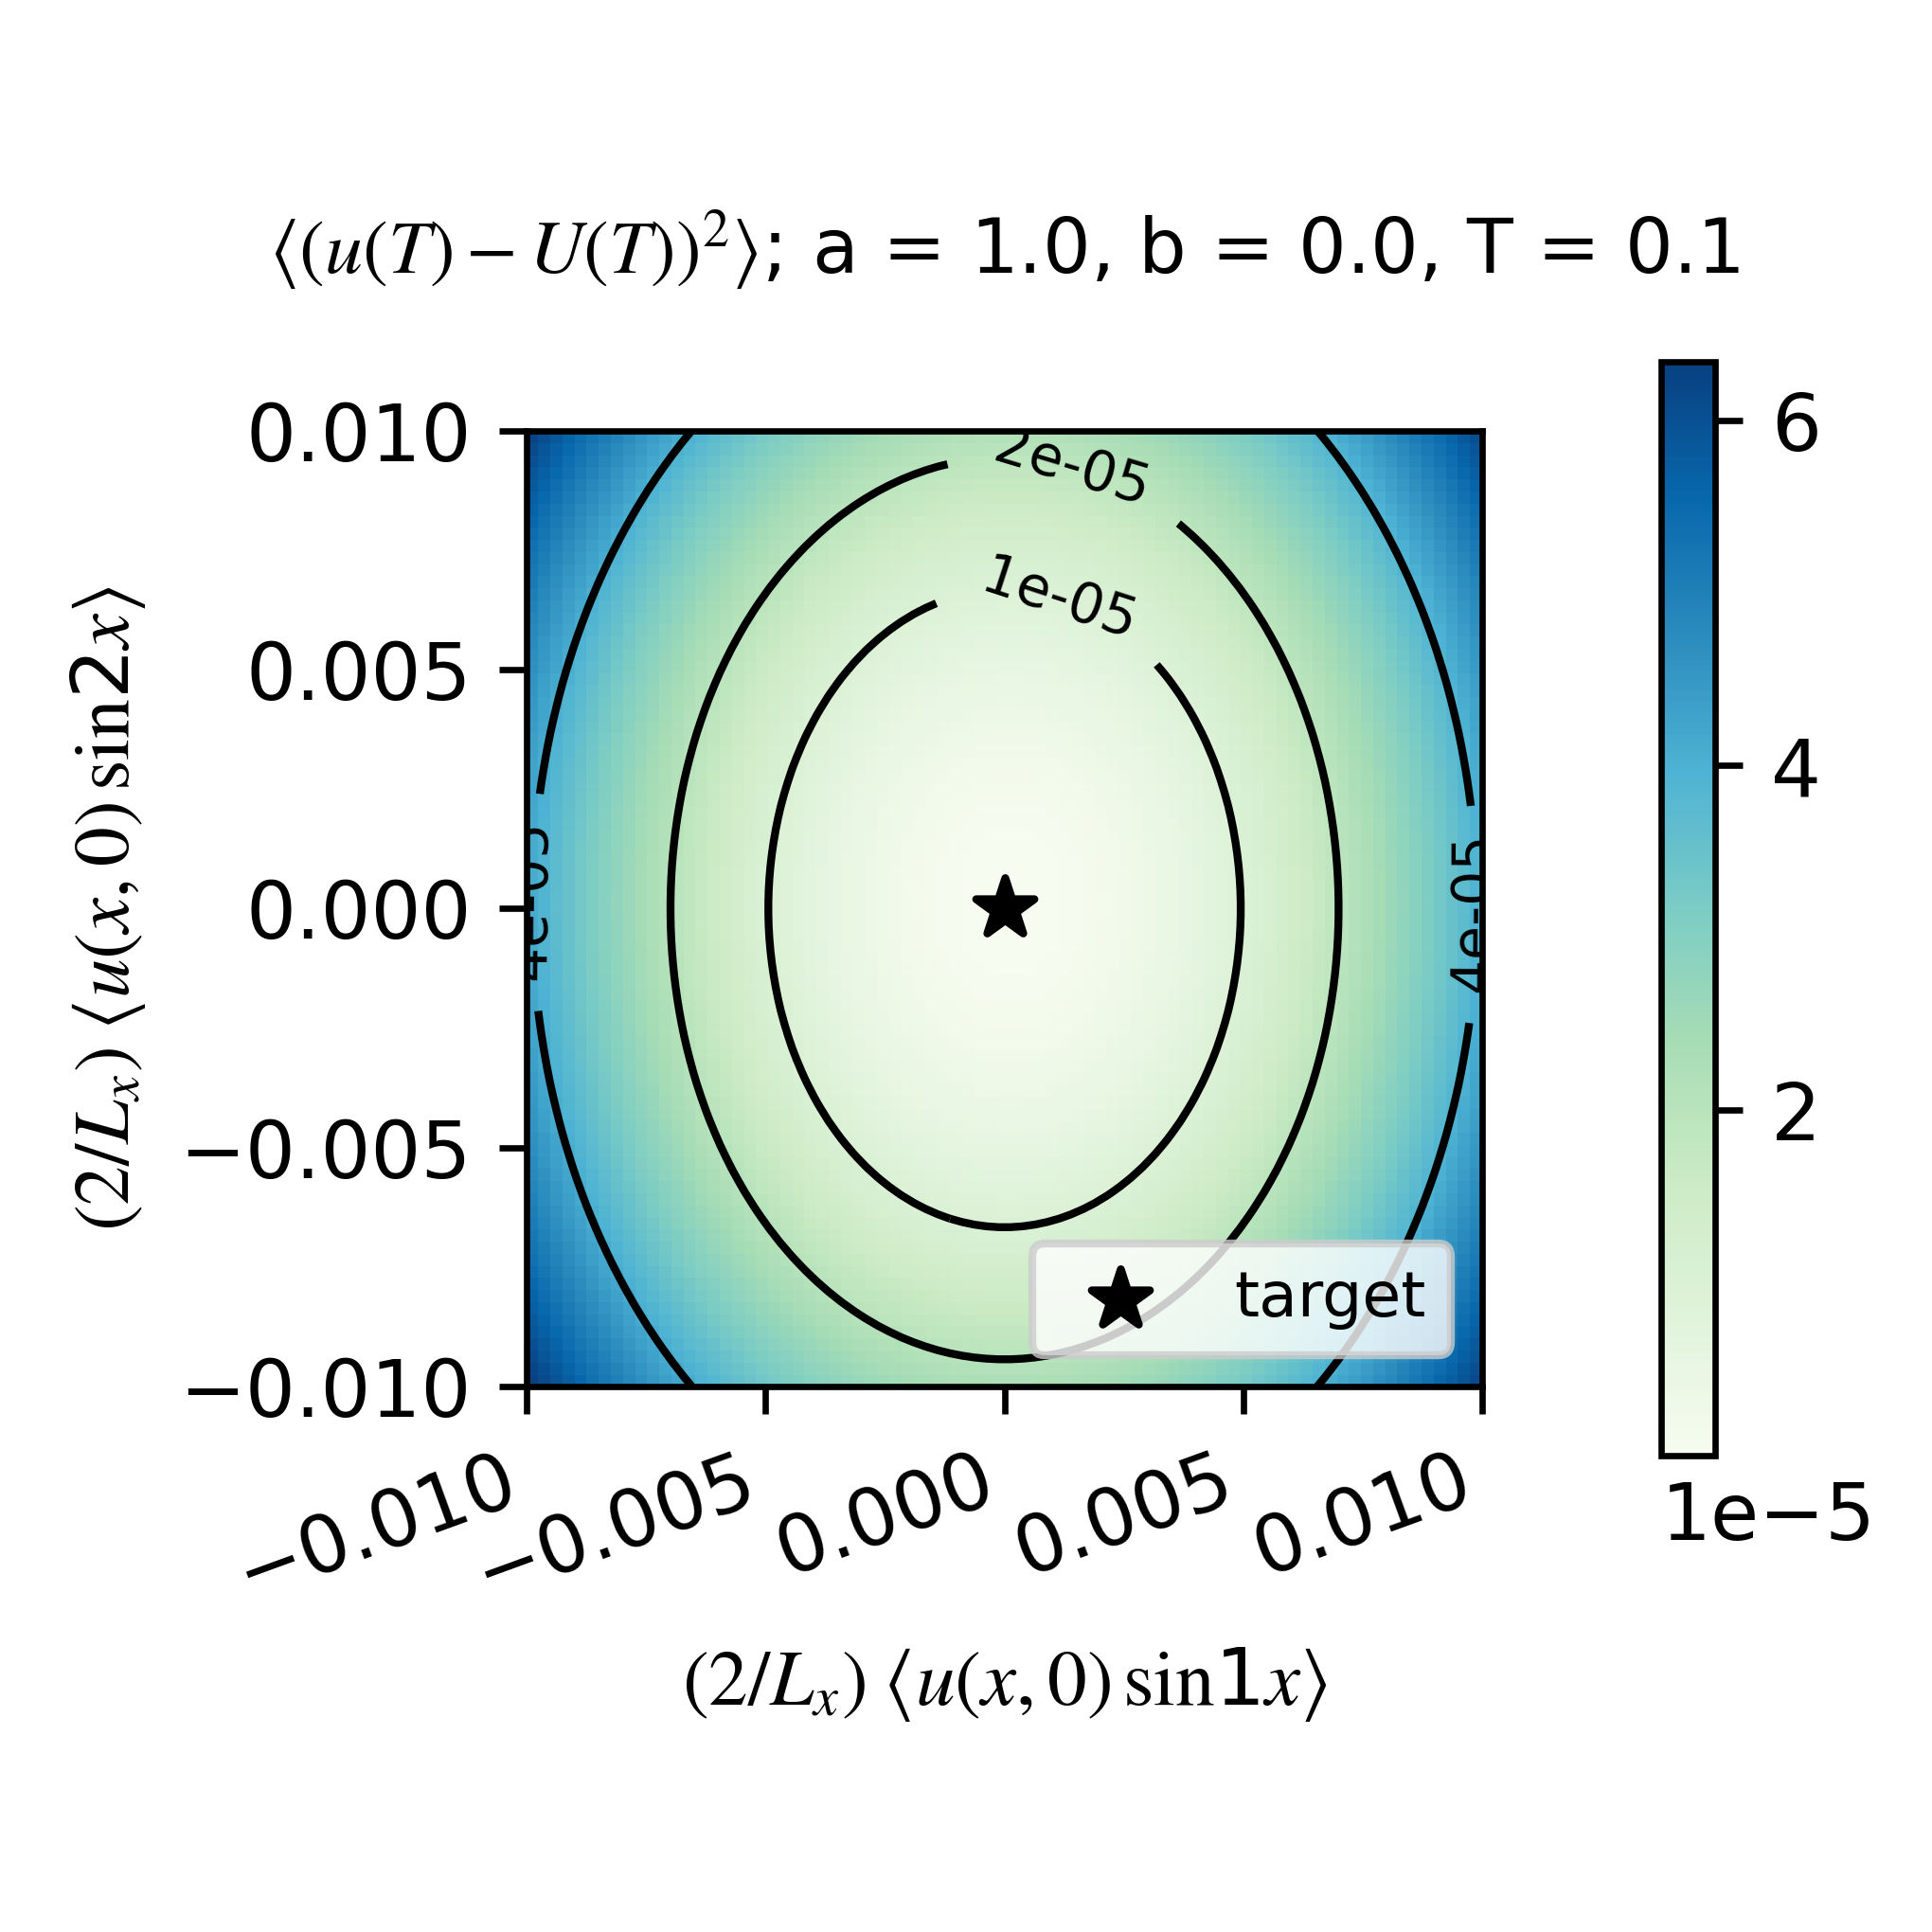 ⟨(u(T) − U(T))²⟩; a = 1.0, b = 0.0, T = 0.1
0.010
0.005
0.000
−0.005
−0.010
(2/Lₓ) ⟨u(x, 0) sin2x⟩
2e-05
1e-05
4e-05
4e-05
target
−0.010
−0.005
0.000
0.005
0.010
(2/Lₓ) ⟨u(x, 0) sin1x⟩
6
4
2
1e−5